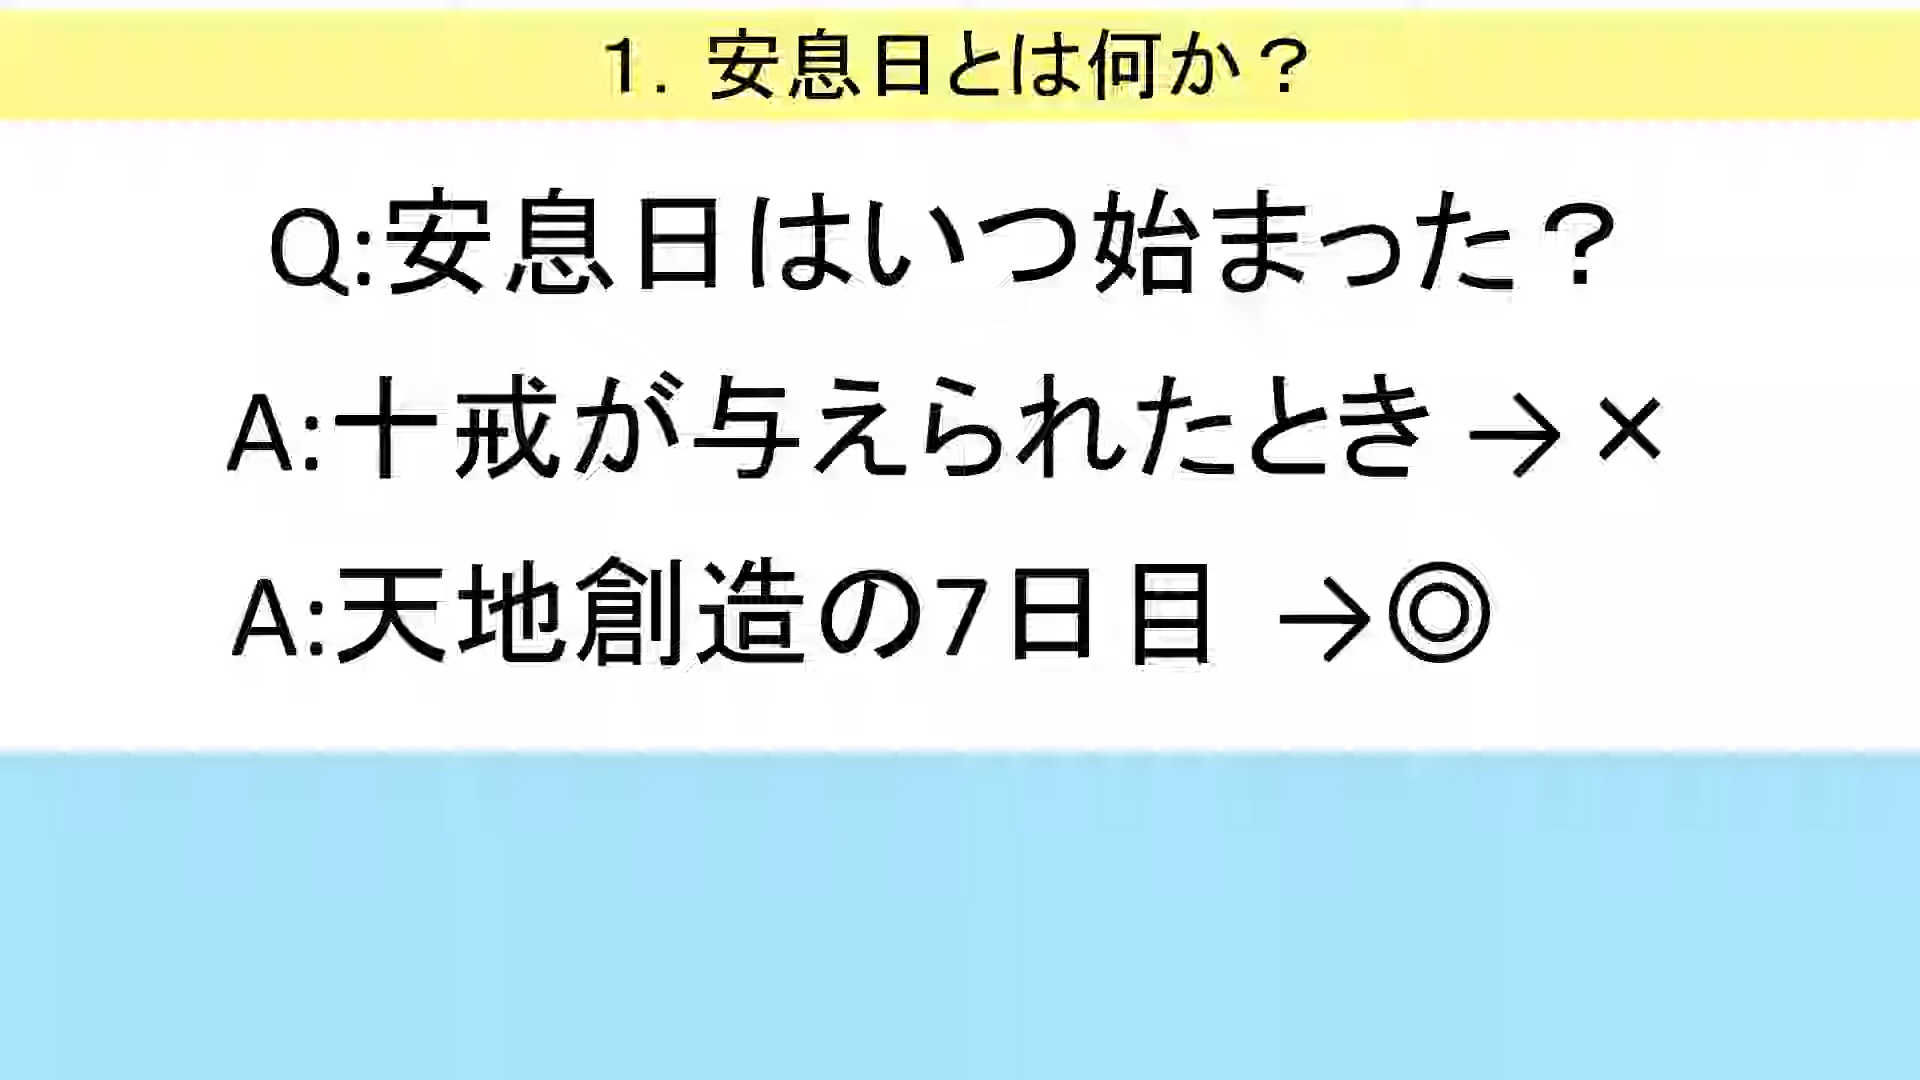 1. 安息日とは何か？
Q:安息日はいつ始まった？
A:十戒が与えられたとき →×
A:天地創造の7日目 →◎